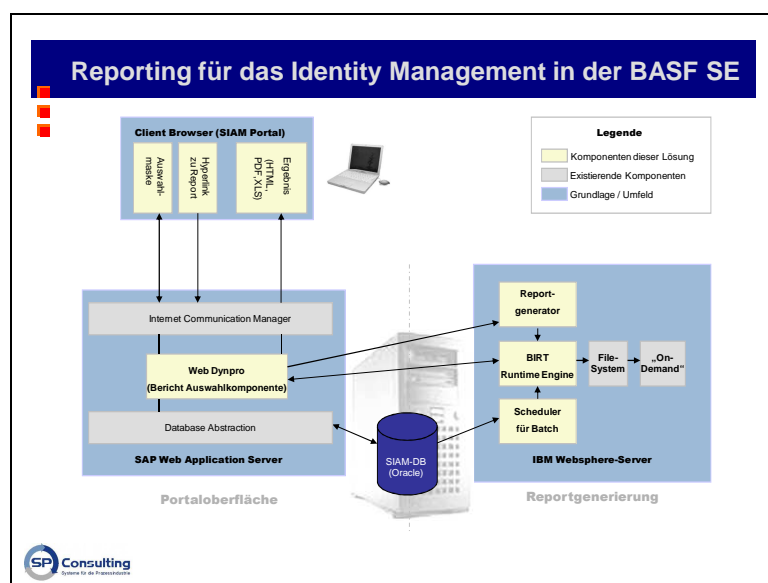 Reporting für das Identity Management in der BASF SE
Client Browser (SIAM Portal)
Auswahl-
maske
Hyperlink
zu Report
Ergebnis
(HTML,
PDF,XLS)
Legende
Komponenten dieser Lösung
Existierende Komponenten
Grundlage / Umfeld
Internet Communication Manager
Web Dynpro
(Bericht Auswahlkomponente)
Database Abstraction
SAP Web Application Server
SIAM-DB
(Oracle)
Report-
generator
BIRT
Runtime Engine
File-
System
„On-
Demand"
Scheduler
für Batch
IBM Websphere-Server
Portaloberfläche
Reportgenerierung
SP Consulting
Systeme für die Prozessindustrie